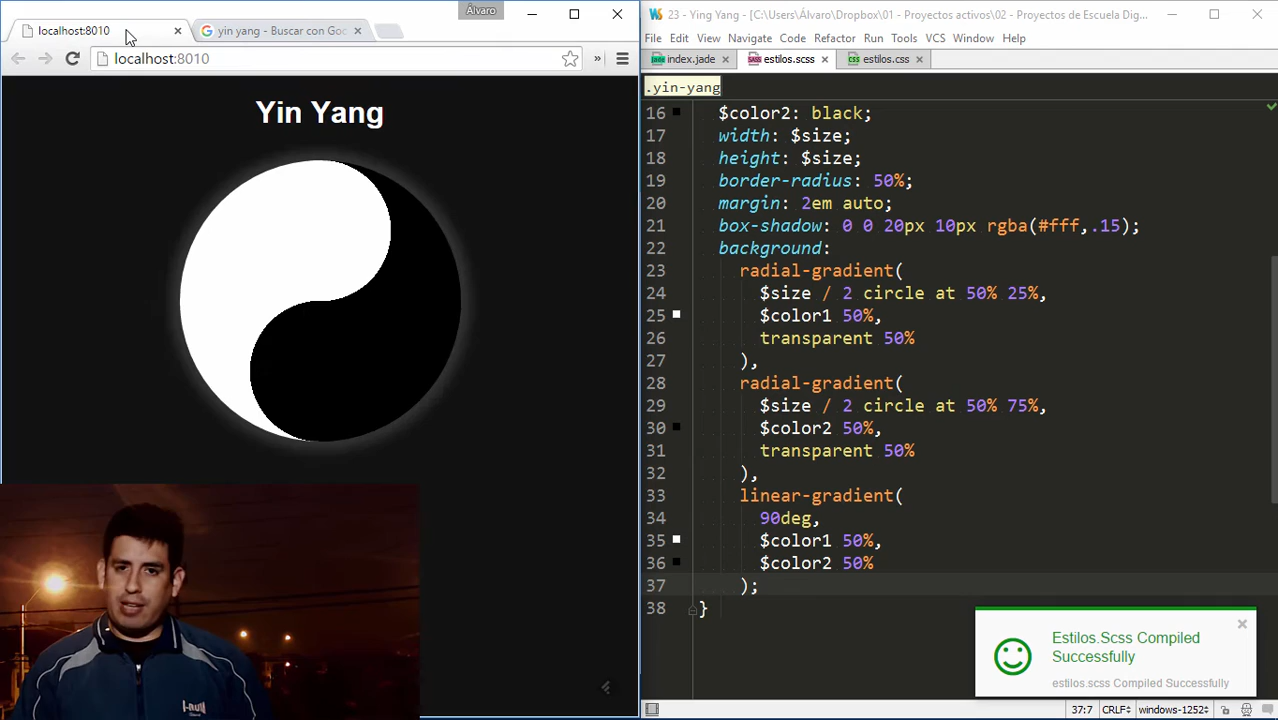 Álvaro
localhost:8010
yin yang - Buscar con Goo
localhost:8010
Yin Yang
23 - Ying Yang - [C:\Users\Álvaro\Dropbox\01 - Proyectos activos\02 - Proyectos de Escuela Dig...
File Edit View Navigate Code Refactor Run Tools VCS Window Help
index.jade
estilos.scss
estilos.css
.yin-yang
16 $color2: black;
17 width: $size;
18 height: $size;
19 border-radius: 50%;
20 margin: 2em auto;
21 box-shadow: 0 0 20px 10px rgba(#fff,.15);
22 background:
23 radial-gradient(
24 $size / 2 circle at 50% 25%,
25 $color1 50%,
26 transparent 50%
27 ),
28 radial-gradient(
29 $size / 2 circle at 50% 75%,
30 $color2 50%,
31 transparent 50%
32 ),
33 linear-gradient(
34 90deg,
35 $color1 50%,
36 $color2 50%
37 );
38 }
Estilos.Scss Compiled
Successfully
estilos.scss Compiled Successfully
37:7 CRLF windows-1252